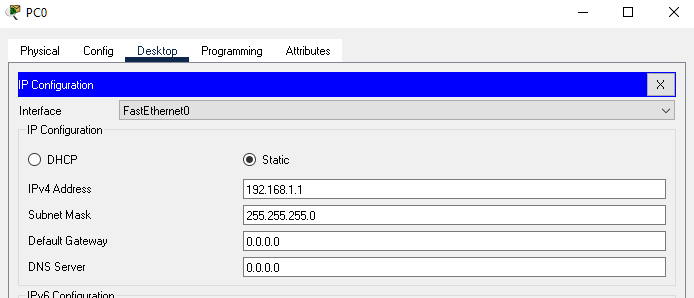 PC0
Physical Config Desktop Programming Attributes
IP Configuration X
Interface FastEthernet0
IP Configuration
DHCP Static
IPv4 Address 192.168.1.1
Subnet Mask 255.255.255.0
Default Gateway 0.0.0.0
DNS Server 0.0.0.0
IPv6 Configuration